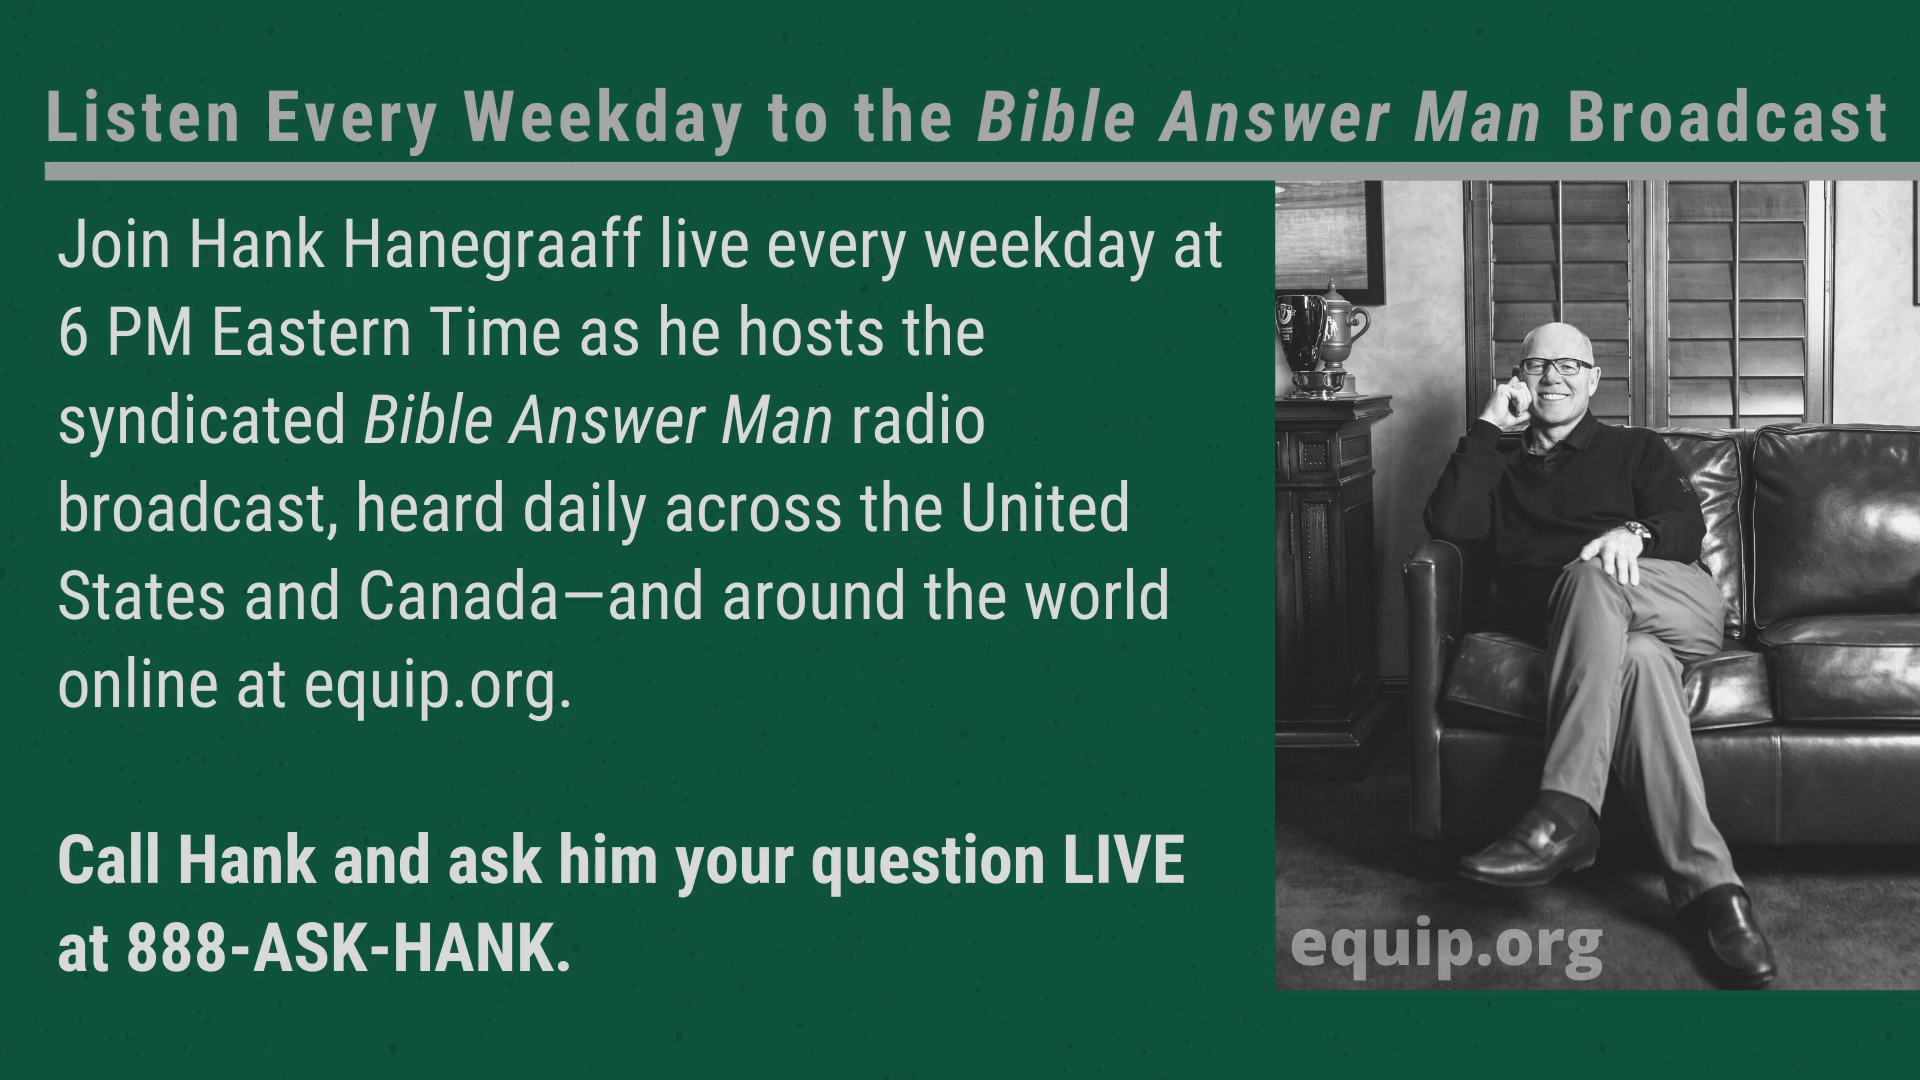 Listen Every Weekday to the Bible Answer Man Broadcast
Join Hank Hanegraaff live every weekday at
6 PM Eastern Time as he hosts the
syndicated Bible Answer Man radio
broadcast, heard daily across the United
States and Canada—and around the world
online at equip.org.
Call Hank and ask him your question LIVE
at 888-ASK-HANK.
equip.org